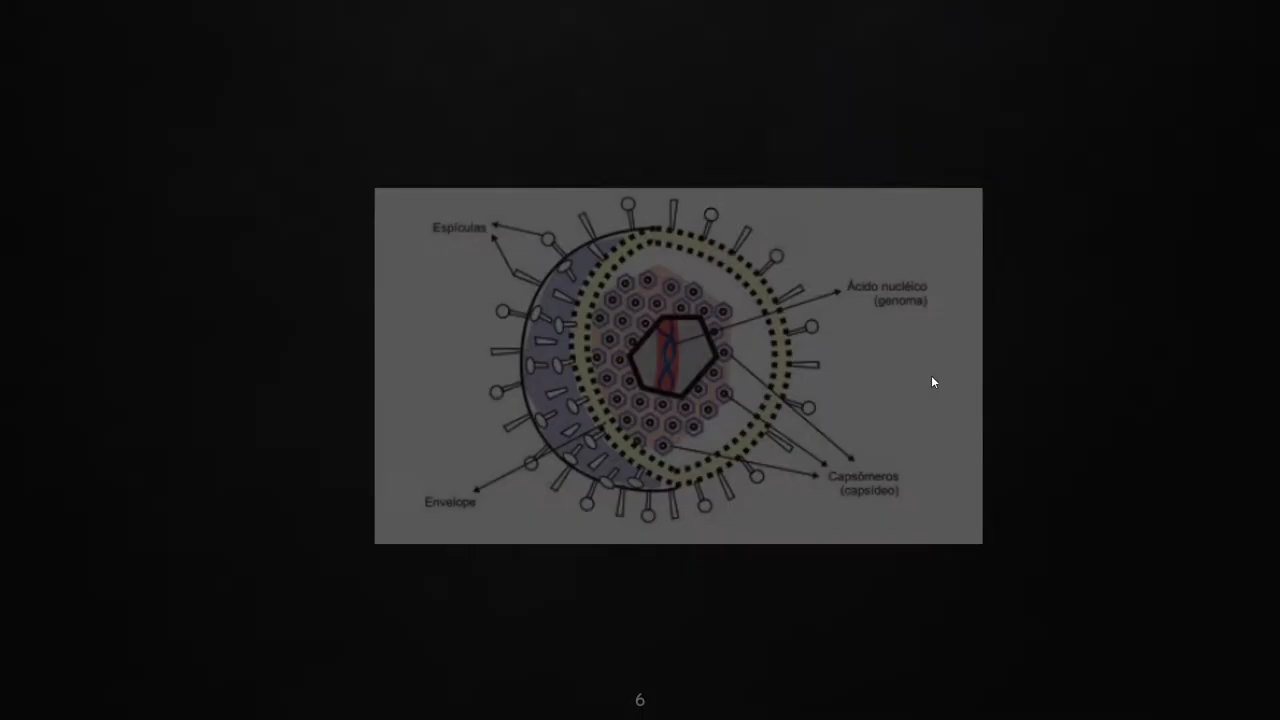 Espículas
Ácido nucléico
(genoma)
Capsômeros
(capsídeo)
Envelope
6